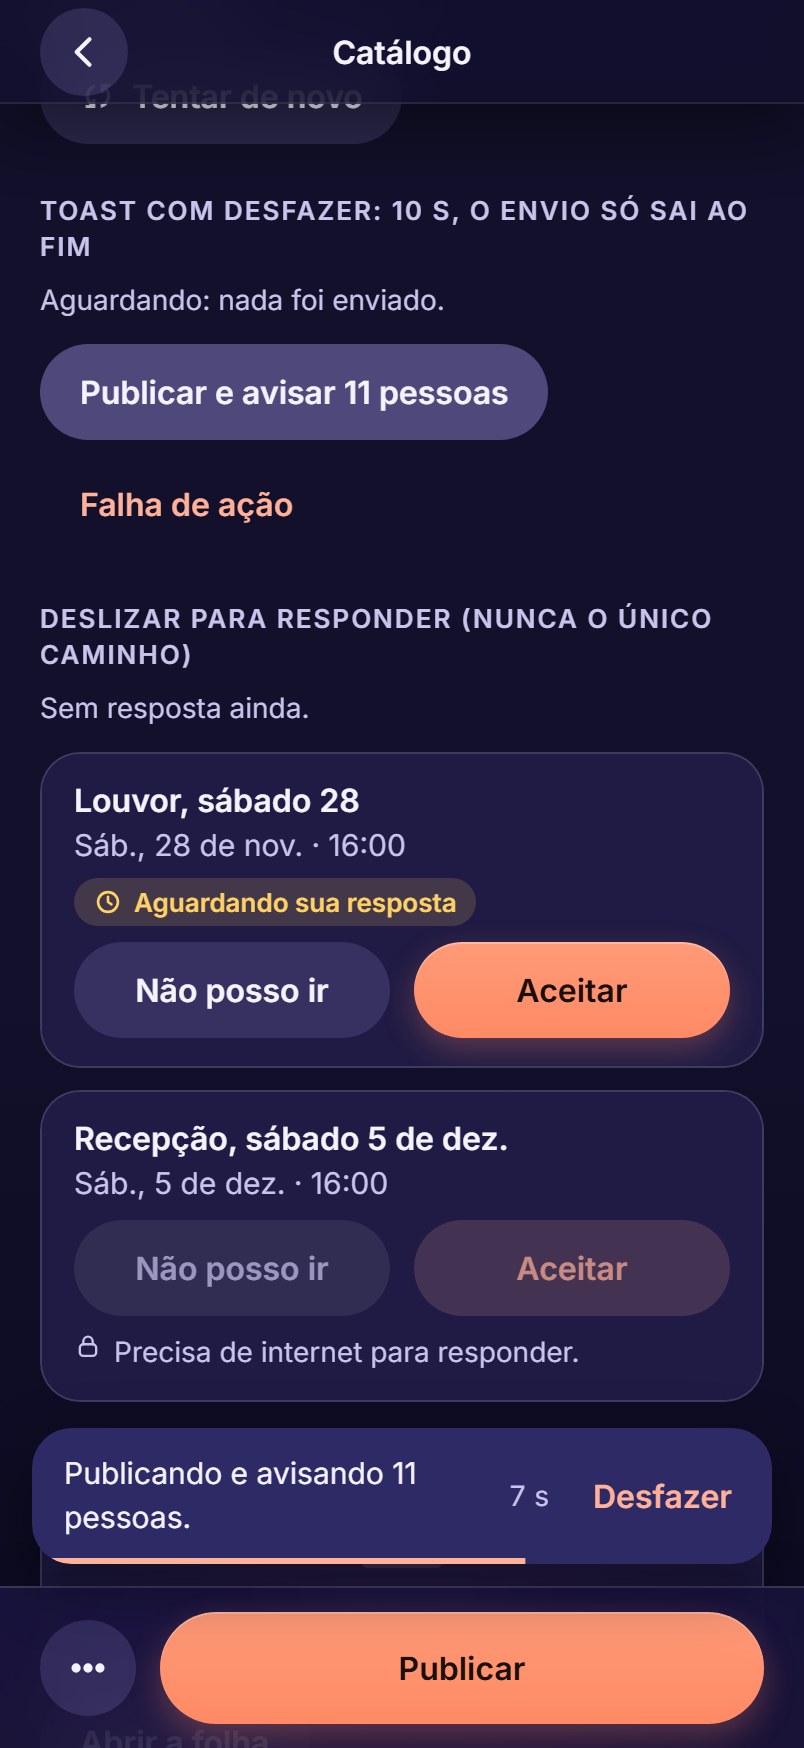 Catálogo
Tentar de novo
TOAST COM DESFAZER: 10 S, O ENVIO SÓ SAI AO
FIM
Aguardando: nada foi enviado.
Publicar e avisar 11 pessoas
Falha de ação
DESLIZAR PARA RESPONDER (NUNCA O ÚNICO
CAMINHO)
Sem resposta ainda.
Louvor, sábado 28
Sáb., 28 de nov. · 16:00
Aguardando sua resposta
Não posso ir
Aceitar
Recepção, sábado 5 de dez.
Sáb., 5 de dez. · 16:00
Não posso ir
Aceitar
Precisa de internet para responder.
Publicando e avisando 11
pessoas.
7 s
Desfazer
Publicar
Abrir a folha